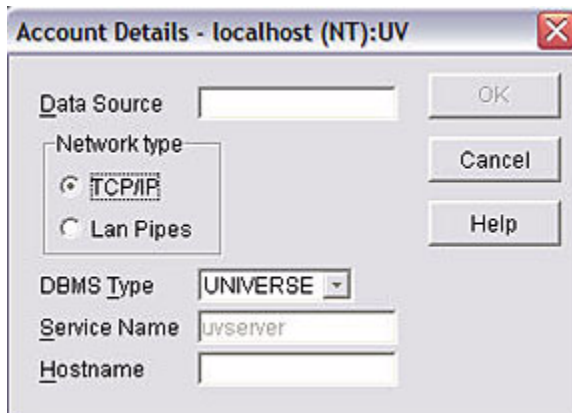 Account Details - localhost (NT):UV
Data Source
OK
Network type
TCP/IP
Cancel
Lan Pipes
Help
DBMS Type UNIVERSE
Service Name uvserver
Hostname